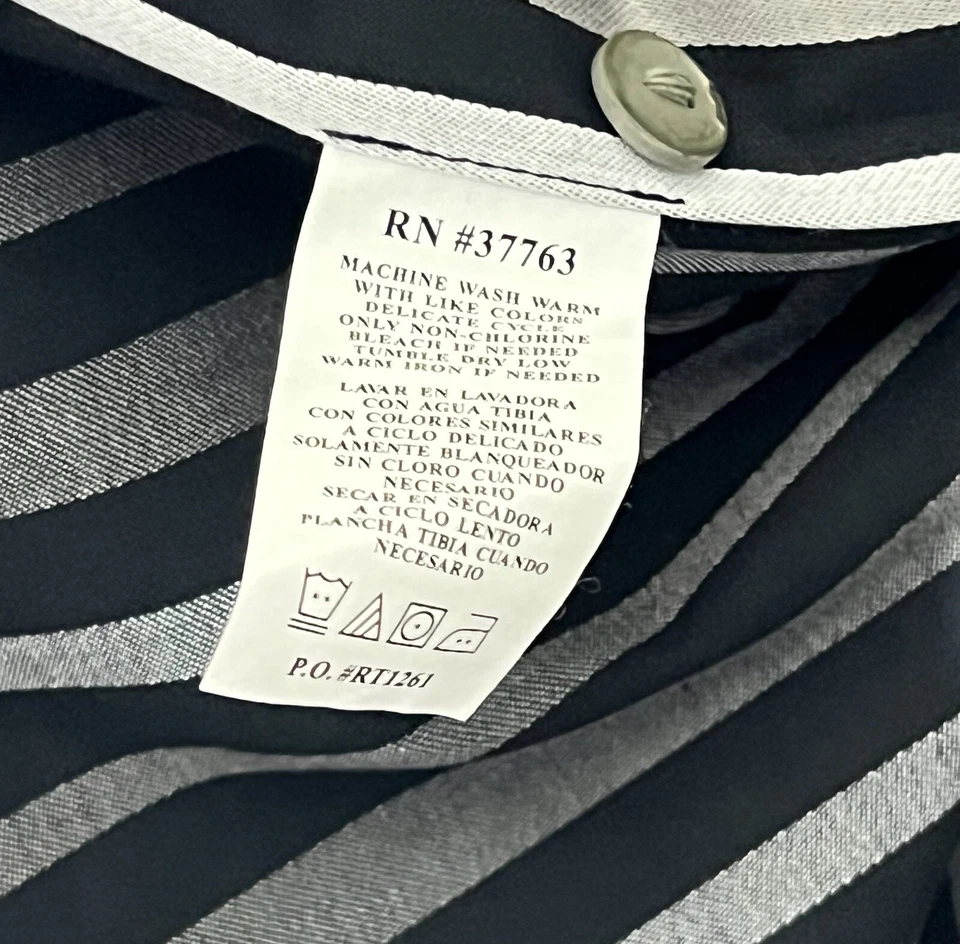 RN #37763
MACHINE WASH WARM
WITH LIKE COLORS
DELICATE CYCLE
ONLY NON-CHLORINE
BLEACH IF NEEDED
TUMBLE DRY LOW
WARM IRON IF NEEDED
LAVAR EN LAVADORA
CON AGUA TIBIA
CON COLORES SIMILARES
A CICLO DELICADO
SOLAMENTE BLANQUEADOR
SIN CLORO CUANDO
NECESARIO
SECAR EN SECADORA
A CICLO LENTO
PLANCHA TIBIA CUANDO
NECESARIO
P.O. #RT1261